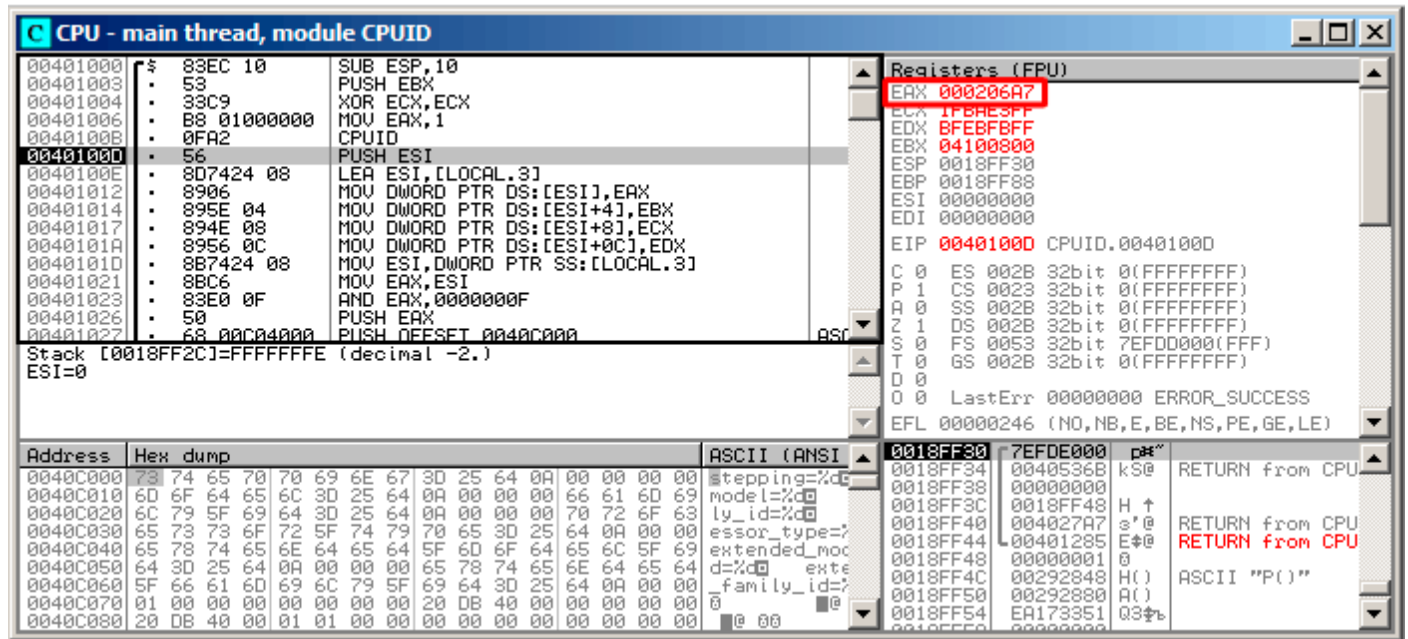 C CPU - main thread, module CPUID
00401000 $ 83EC 10 SUB ESP,10
00401003 . 53 PUSH EBX
00401004 . 33C9 XOR ECX,ECX
00401006 . B8 01000000 MOV EAX,1
0040100B . 0FA2 CPUID
0040100D . 56 PUSH ESI
0040100E . 8D7424 08 LEA ESI,[LOCAL.3]
00401012 . 8906 MOV DWORD PTR DS:[ESI],EAX
00401014 . 895E 04 MOV DWORD PTR DS:[ESI+4],EBX
00401017 . 894E 08 MOV DWORD PTR DS:[ESI+8],ECX
0040101A . 8956 0C MOV DWORD PTR DS:[ESI+0C],EDX
0040101D . 8B7424 08 MOV ESI,DWORD PTR SS:[LOCAL.3]
00401021 . 8BC6 MOV EAX,ESI
00401023 . 83E0 0F AND EAX,0000000F
00401026 . 50 PUSH EAX
00401027 . 68 00C04000 PUSH OFFSET 0040C000 ASC
Stack [0018FF2C]=FFFFFFFE (decimal -2.)
ESI=0
Registers (FPU)
EAX 000206A7
ECX 1FBAE3FF
EDX BFEBFBFF
EBX 04100800
ESP 0018FF30
EBP 0018FF88
ESI 00000000
EDI 00000000
EIP 0040100D CPUID.0040100D
C 0 ES 002B 32bit 0(FFFFFFFF)
P 1 CS 0023 32bit 0(FFFFFFFF)
A 0 SS 002B 32bit 0(FFFFFFFF)
Z 1 DS 002B 32bit 0(FFFFFFFF)
S 0 FS 0053 32bit 7EFDD000(FFF)
T 0 GS 002B 32bit 0(FFFFFFFF)
D 0
O 0 LastErr 00000000 ERROR_SUCCESS
EFL 00000246 (NO,NB,E,BE,NS,PE,GE,LE)
Address Hex dump ASCII (ANSI
0040C000 73 74 65 70 70 69 6E 67 3D 25 64 0A 00 00 00 00 stepping=%d
0040C010 6D 6F 64 65 6C 3D 25 64 0A 00 00 00 66 61 6D 69 model=%d fami
0040C020 6C 79 5F 69 64 3D 25 64 0A 00 00 00 70 72 6F 63 ly_id=%d
0040C030 65 73 73 6F 72 5F 74 79 70 65 3D 25 64 0A 00 00 essor_type=%
0040C040 65 78 74 65 6E 64 65 64 5F 6D 6F 64 65 6C 5F 69 extended_mod
0040C050 64 3D 25 64 0A 00 00 00 65 78 74 65 6E 64 65 64 d=%d exte
0040C060 5F 66 61 6D 69 6C 79 5F 69 64 3D 25 64 0A 00 00 _family_id=%
0040C070 01 00 00 00 00 00 00 00 20 DB 40 00 00 00 00 00
0040C080 20 DB 40 00 01 01 00 00 00 00 00 00 00 00 00 00
0018FF30 7EFDE000
0018FF34 0040536B kS@ RETURN from CPU
0018FF38 00000000
0018FF3C 0018FF48 H ↑
0018FF40 004027A7 RETURN from CPU
0018FF44 00401285 RETURN from CPU
0018FF48 00000001
0018FF4C 00292848 H() ASCII "P()"
0018FF50 00292880 A()
0018FF54 EA173351